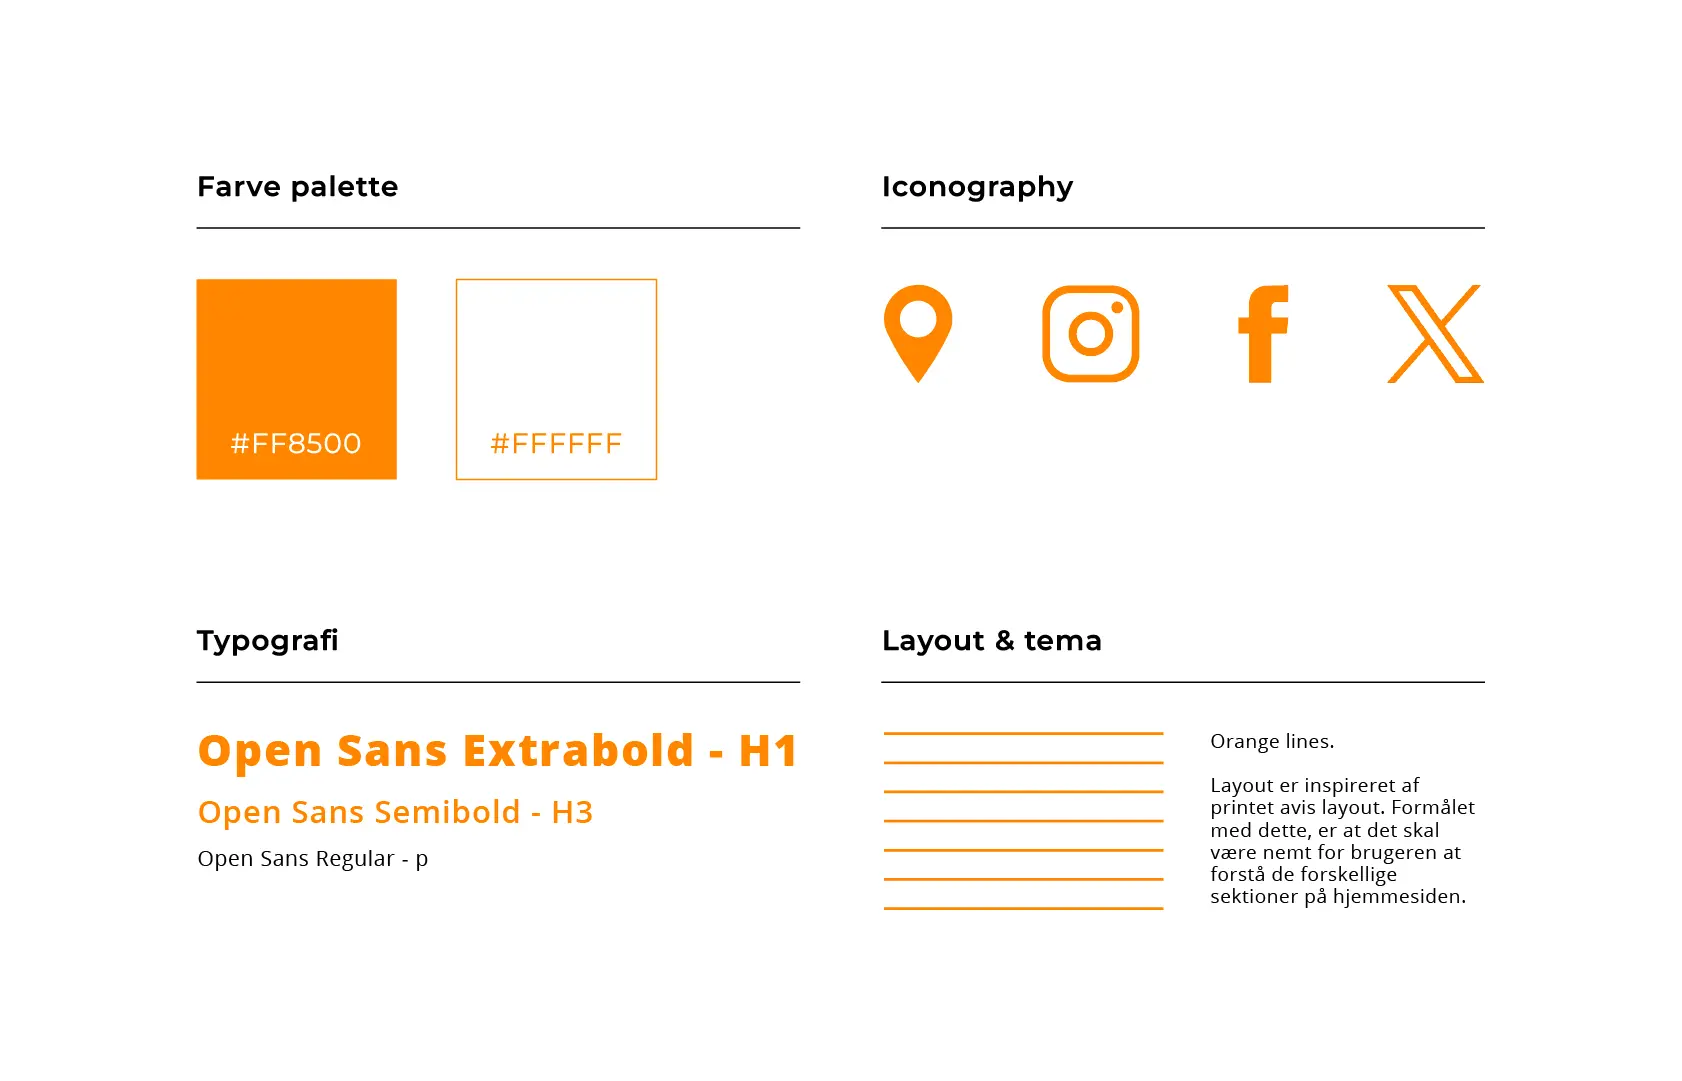 Farve palette
#FF8500
#FFFFFF
Iconography
Typografi
Open Sans Extrabold - H1
Open Sans Semibold - H3
Open Sans Regular - p
Layout & tema
Orange lines.
Layout er inspireret af
printet avis layout. Formålet
med dette, er at det skal
være nemt for brugeren at
forstå de forskellige
sektioner på hjemmesiden.